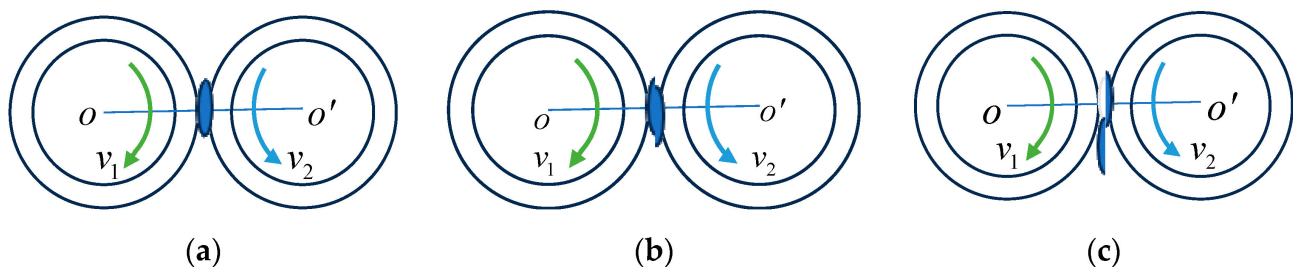 o o′ v₁ v₂
o o′ v₁ v₂
o o′ v₁ v₂
(a) (b) (c)